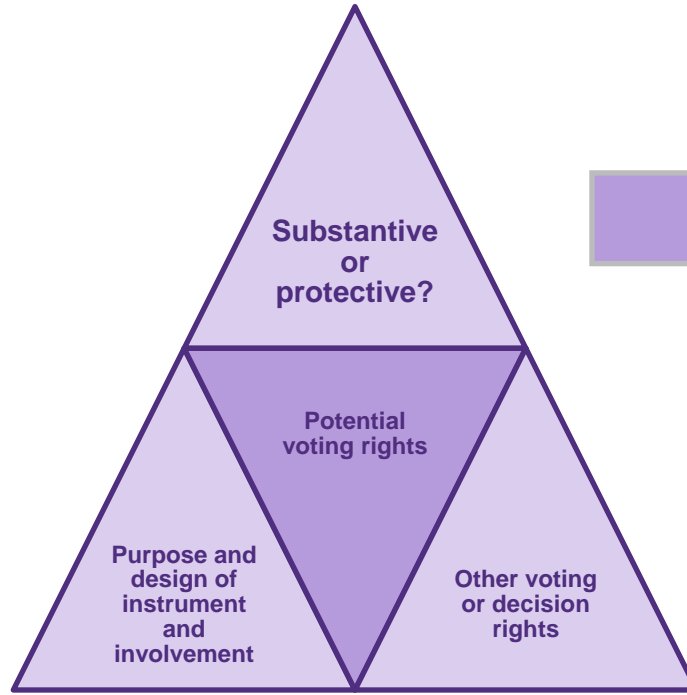 Substantive
or
protective?
Potential
voting rights
Purpose and
design of
instrument
and
involvement
Other voting
or decision
rights